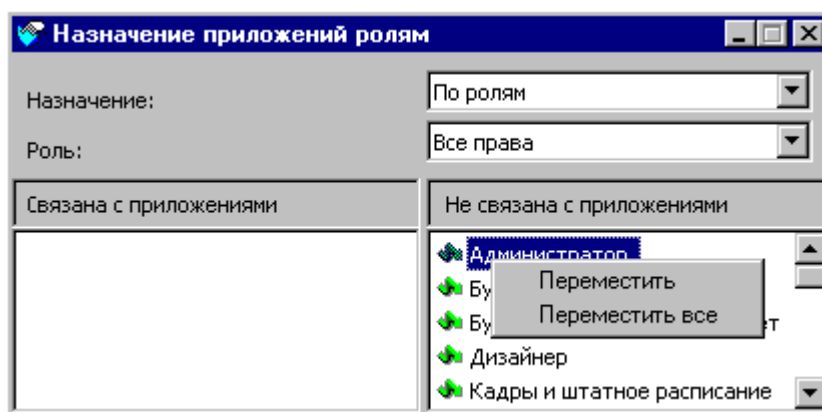 Назначение приложений ролям
Назначение:
По ролям
Роль:
Все права
Связана с приложениями
Не связана с приложениями
Администратор
Переместить
Переместить все
Дизайнер
Кадры и штатное расписание